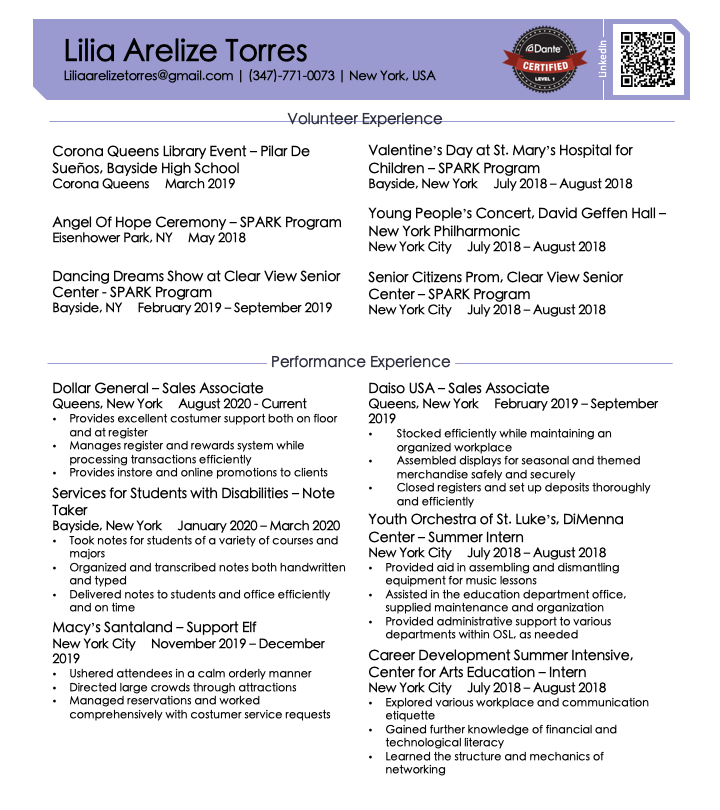 Lilia Arelize Torres
Liliaarelizetorres@gmail.com | (347)-771-0073 | New York, USA
Dante™
CERTIFIED
LEVEL 1
LinkedIn
Volunteer Experience
Corona Queens Library Event – Pilar De
Sueños, Bayside High School
Corona Queens March 2019
Angel Of Hope Ceremony – SPARK Program
Eisenhower Park, NY May 2018
Dancing Dreams Show at Clear View Senior
Center - SPARK Program
Bayside, NY February 2019 – September 2019
Valentine's Day at St. Mary's Hospital for
Children – SPARK Program
Bayside, New York July 2018 – August 2018
Young People's Concert, David Geffen Hall –
New York Philharmonic
New York City July 2018 – August 2018
Senior Citizens Prom, Clear View Senior
Center – SPARK Program
New York City July 2018 – August 2018
Performance Experience
Dollar General – Sales Associate
Queens, New York August 2020 - Current
• Provides excellent costumer support both on floor
and at register
• Manages register and rewards system while
processing transactions efficiently
• Provides instore and online promotions to clients
Services for Students with Disabilities – Note
Taker
Bayside, New York January 2020 – March 2020
• Took notes for students of a variety of courses and
majors
• Organized and transcribed notes both handwritten
and typed
• Delivered notes to students and office efficiently
and on time
Macy's Santaland – Support Elf
New York City November 2019 – December
2019
• Ushered attendees in a calm orderly manner
• Directed large crowds through attractions
• Managed reservations and worked
comprehensively with costumer service requests
Daiso USA – Sales Associate
Queens, New York February 2019 – September
2019
• Stocked efficiently while maintaining an
organized workplace
• Assembled displays for seasonal and themed
merchandise safely and securely
• Closed registers and set up deposits thoroughly
and efficiently
Youth Orchestra of St. Luke's, DiMenna
Center – Summer Intern
New York City July 2018 – August 2018
• Provided aid in assembling and dismantling
equipment for music lessons
• Assisted in the education department office,
supplied maintenance and organization
• Provided administrative support to various
departments within OSL, as needed
Career Development Summer Intensive,
Center for Arts Education – Intern
New York City July 2018 – August 2018
• Explored various workplace and communication
etiquette
• Gained further knowledge of financial and
technological literacy
• Learned the structure and mechanics of
networking